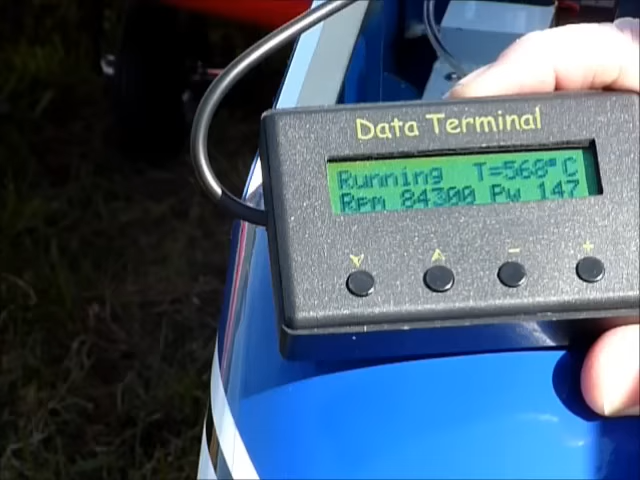 Data Terminal
Running T=568°C
Rpm 84300 Pw 147
- +